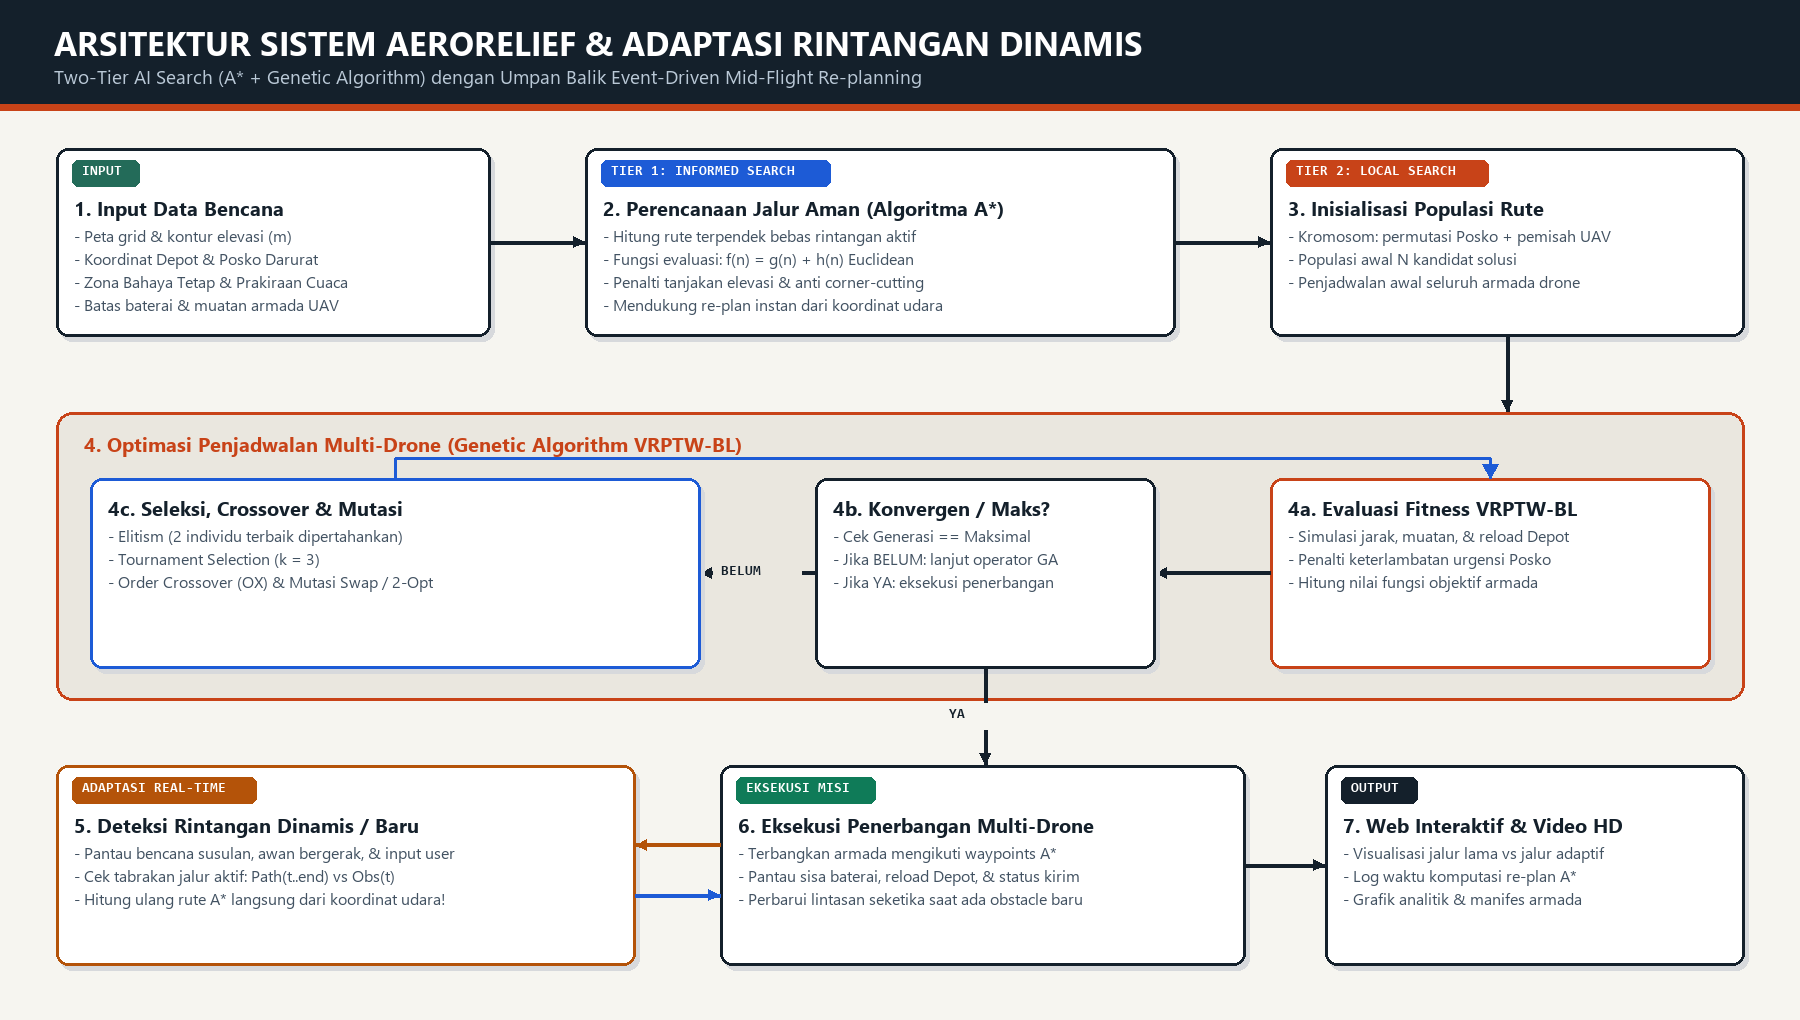 ARSITEKTUR SISTEM AERORELIEF & ADAPTASI RINTANGAN DINAMIS
Two-Tier AI Search (A* + Genetic Algorithm) dengan Umpan Balik Event-Driven Mid-Flight Re-planning
INPUT
1. Input Data Bencana
- Peta grid & kontur elevasi (m)
- Koordinat Depot & Posko Darurat
- Zona Bahaya Tetap & Prakiraan Cuaca
- Batas baterai & muatan armada UAV
TIER 1: INFORMED SEARCH
2. Perencanaan Jalur Aman (Algoritma A*)
- Hitung rute terpendek bebas rintangan aktif
- Fungsi evaluasi: f(n) = g(n) + h(n) Euclidean
- Penalti tanjakan elevasi & anti corner-cutting
- Mendukung re-plan instan dari koordinat udara
TIER 2: LOCAL SEARCH
3. Inisialisasi Populasi Rute
- Kromosom: permutasi Posko + pemisah UAV
- Populasi awal N kandidat solusi
- Penjadwalan awal seluruh armada drone
4. Optimasi Penjadwalan Multi-Drone (Genetic Algorithm VRPTW-BL)
4c. Seleksi, Crossover & Mutasi
- Elitism (2 individu terbaik dipertahankan)
- Tournament Selection (k = 3)
- Order Crossover (OX) & Mutasi Swap / 2-Opt
BELUM
4b. Konvergen / Maks?
- Cek Generasi == Maksimal
- Jika BELUM: lanjut operator GA
- Jika YA: eksekusi penerbangan
4a. Evaluasi Fitness VRPTW-BL
- Simulasi jarak, muatan, & reload Depot
- Penalti keterlambatan urgensi Posko
- Hitung nilai fungsi objektif armada
YA
ADAPTASI REAL-TIME
5. Deteksi Rintangan Dinamis / Baru
- Pantau bencana susulan, awan bergerak, & input user
- Cek tabrakan jalur aktif: Path(t..end) vs Obs(t)
- Hitung ulang rute A* langsung dari koordinat udara!
EKSEKUSI MISI
6. Eksekusi Penerbangan Multi-Drone
- Terbangkan armada mengikuti waypoints A*
- Pantau sisa baterai, reload Depot, & status kirim
- Perbarui lintasan seketika saat ada obstacle baru
OUTPUT
7. Web Interaktif & Video HD
- Visualisasi jalur lama vs jalur adaptif
- Log waktu komputasi re-plan A*
- Grafik analitik & manifes armada